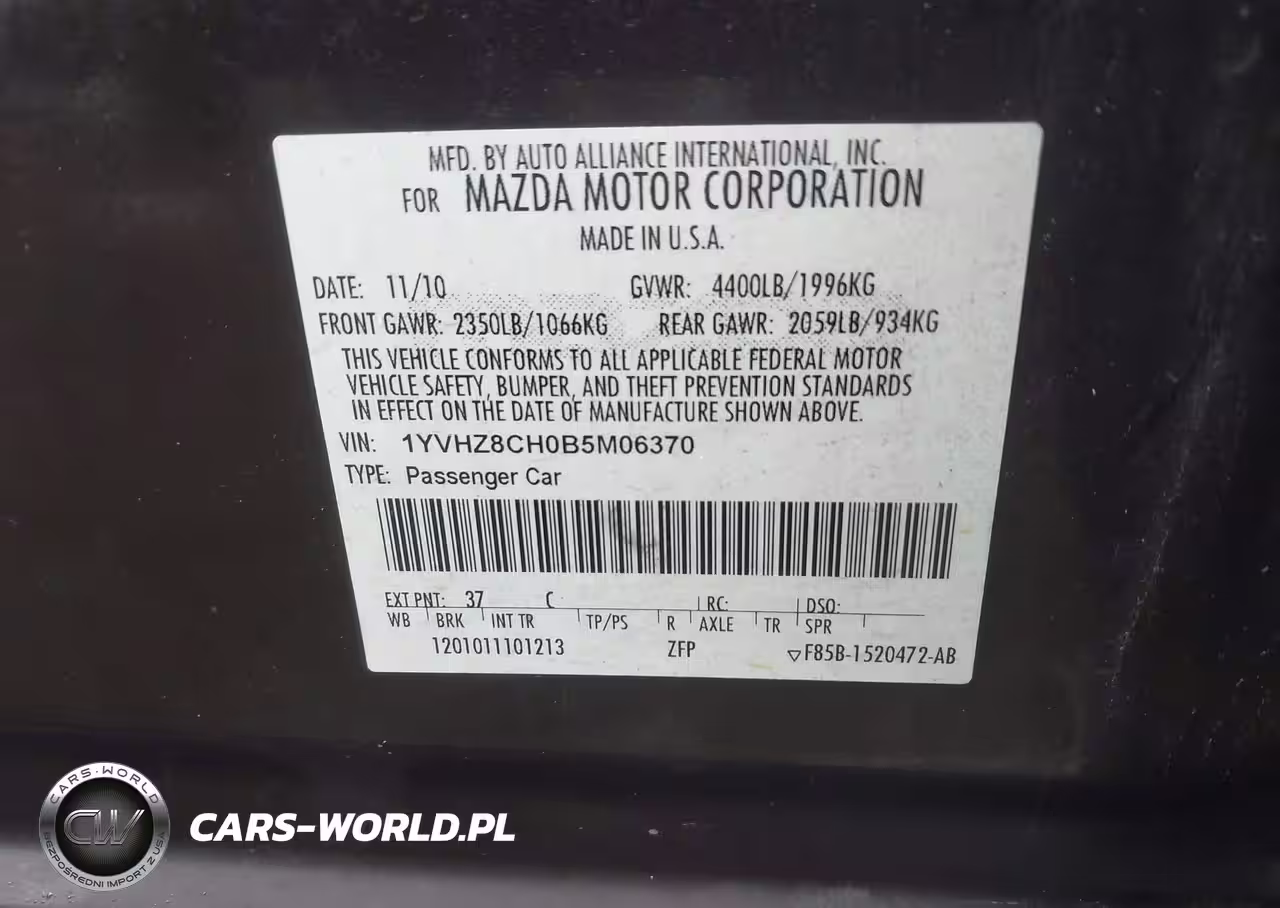 MFD. BY AUTO ALLIANCE INTERNATIONAL, INC.
FOR MAZDA MOTOR CORPORATION
MADE IN U.S.A.
DATE: 11/10 GVWR: 4400LB/1996KG
FRONT GAWR: 2350LB/1066KG REAR GAWR: 2059LB/934KG
THIS VEHICLE CONFORMS TO ALL APPLICABLE FEDERAL MOTOR
VEHICLE SAFETY, BUMPER, AND THEFT PREVENTION STANDARDS
IN EFFECT ON THE DATE OF MANUFACTURE SHOWN ABOVE.
VIN: 1YVHZ8CH0B5M06370
TYPE: Passenger Car
EXT PNT: 37 C RC: DSO:
WB BRK INT TR TP/PS R AXLE TR SPR
1201011101213 ZFP ▽F85B-1520472-AB
CARS-WORLD
CW
BEZPOŚREDNI IMPORT Z USA
CARS-WORLD.PL